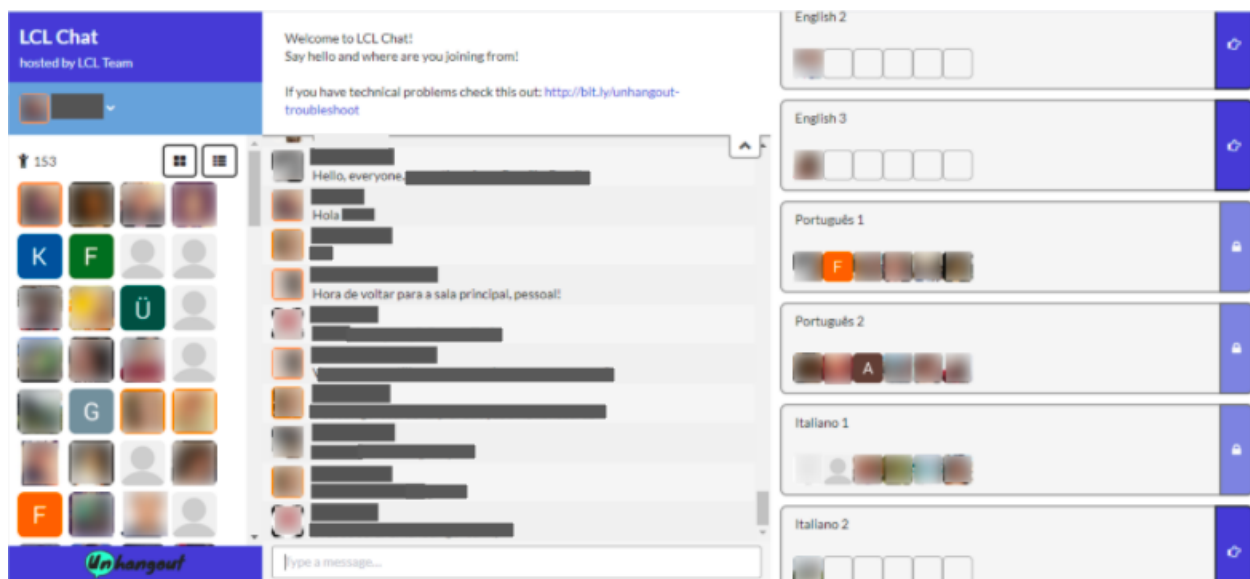 LCL Chat
hosted by LCL Team
153
K
F
Ü
G
F
Unhangout
Welcome to LCL Chat!
Say hello and where are you joining from!
If you have technical problems check this out: http://bit.ly/unhangout-
troubleshoot
Hello, everyone,
Hola
Hora de voltar para a sala principal, pessoal!
Type a message...
English 2
English 3
Português 1
F
Português 2
A
Italiano 1
Italiano 2